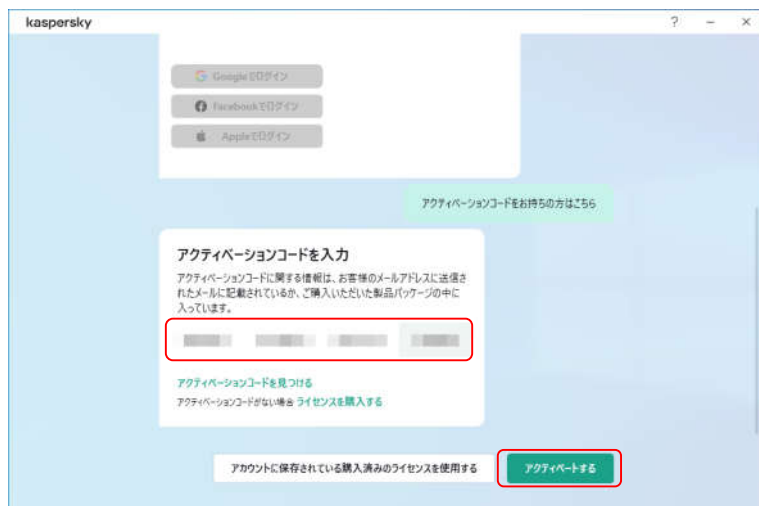 kaspersky
?
Googleでログイン
Facebookでログイン
Appleでログイン
アクティベーションコードをお持ちの方はこちら
アクティベーションコードを入力
アクティベーションコードに関する情報は、お客様のメールアドレスに送信さ
れたメールに記載されているか、ご購入いただいた製品パッケージの中に
入っています。
アクティベーションコードを見つける
アクティベーションコードがない場合 ライセンスを購入する
アカウントに保存されている購入済みのライセンスを使用する
アクティベートする